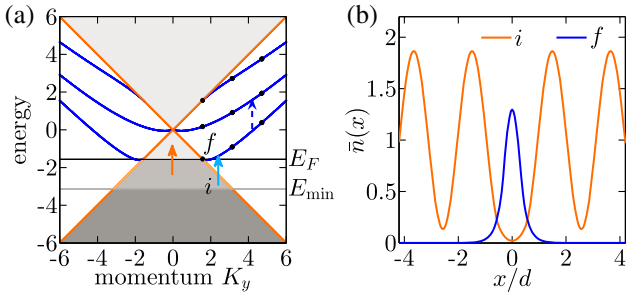 (a)
energy
6
4
2
0
-2
-4
-6
-6 -4 -2 0 2 4 6
momentum K_y
f
i
E_F
E_min
(b)
i f
n̄(x)
2
1.5
1
0.5
0
-4 -2 0 2 4
x/d